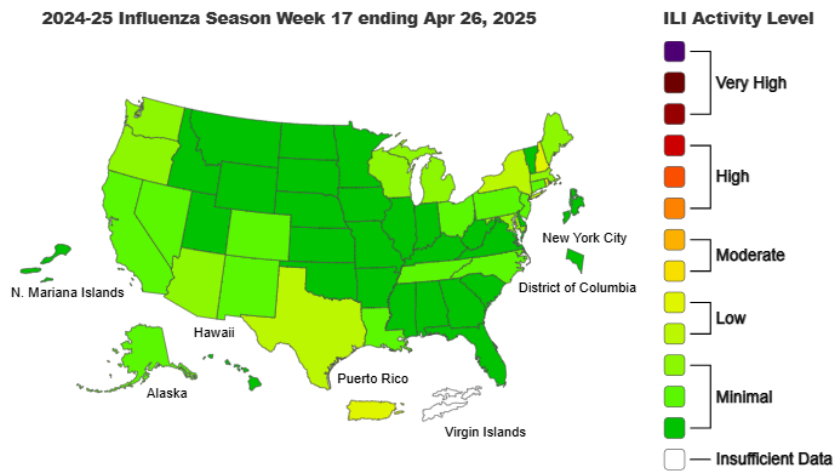 2024-25 Influenza Season Week 17 ending Apr 26, 2025
ILI Activity Level
Very High
High
Moderate
Low
Minimal
Insufficient Data
New York City
District of Columbia
N. Mariana Islands
Hawaii
Alaska
Puerto Rico
Virgin Islands